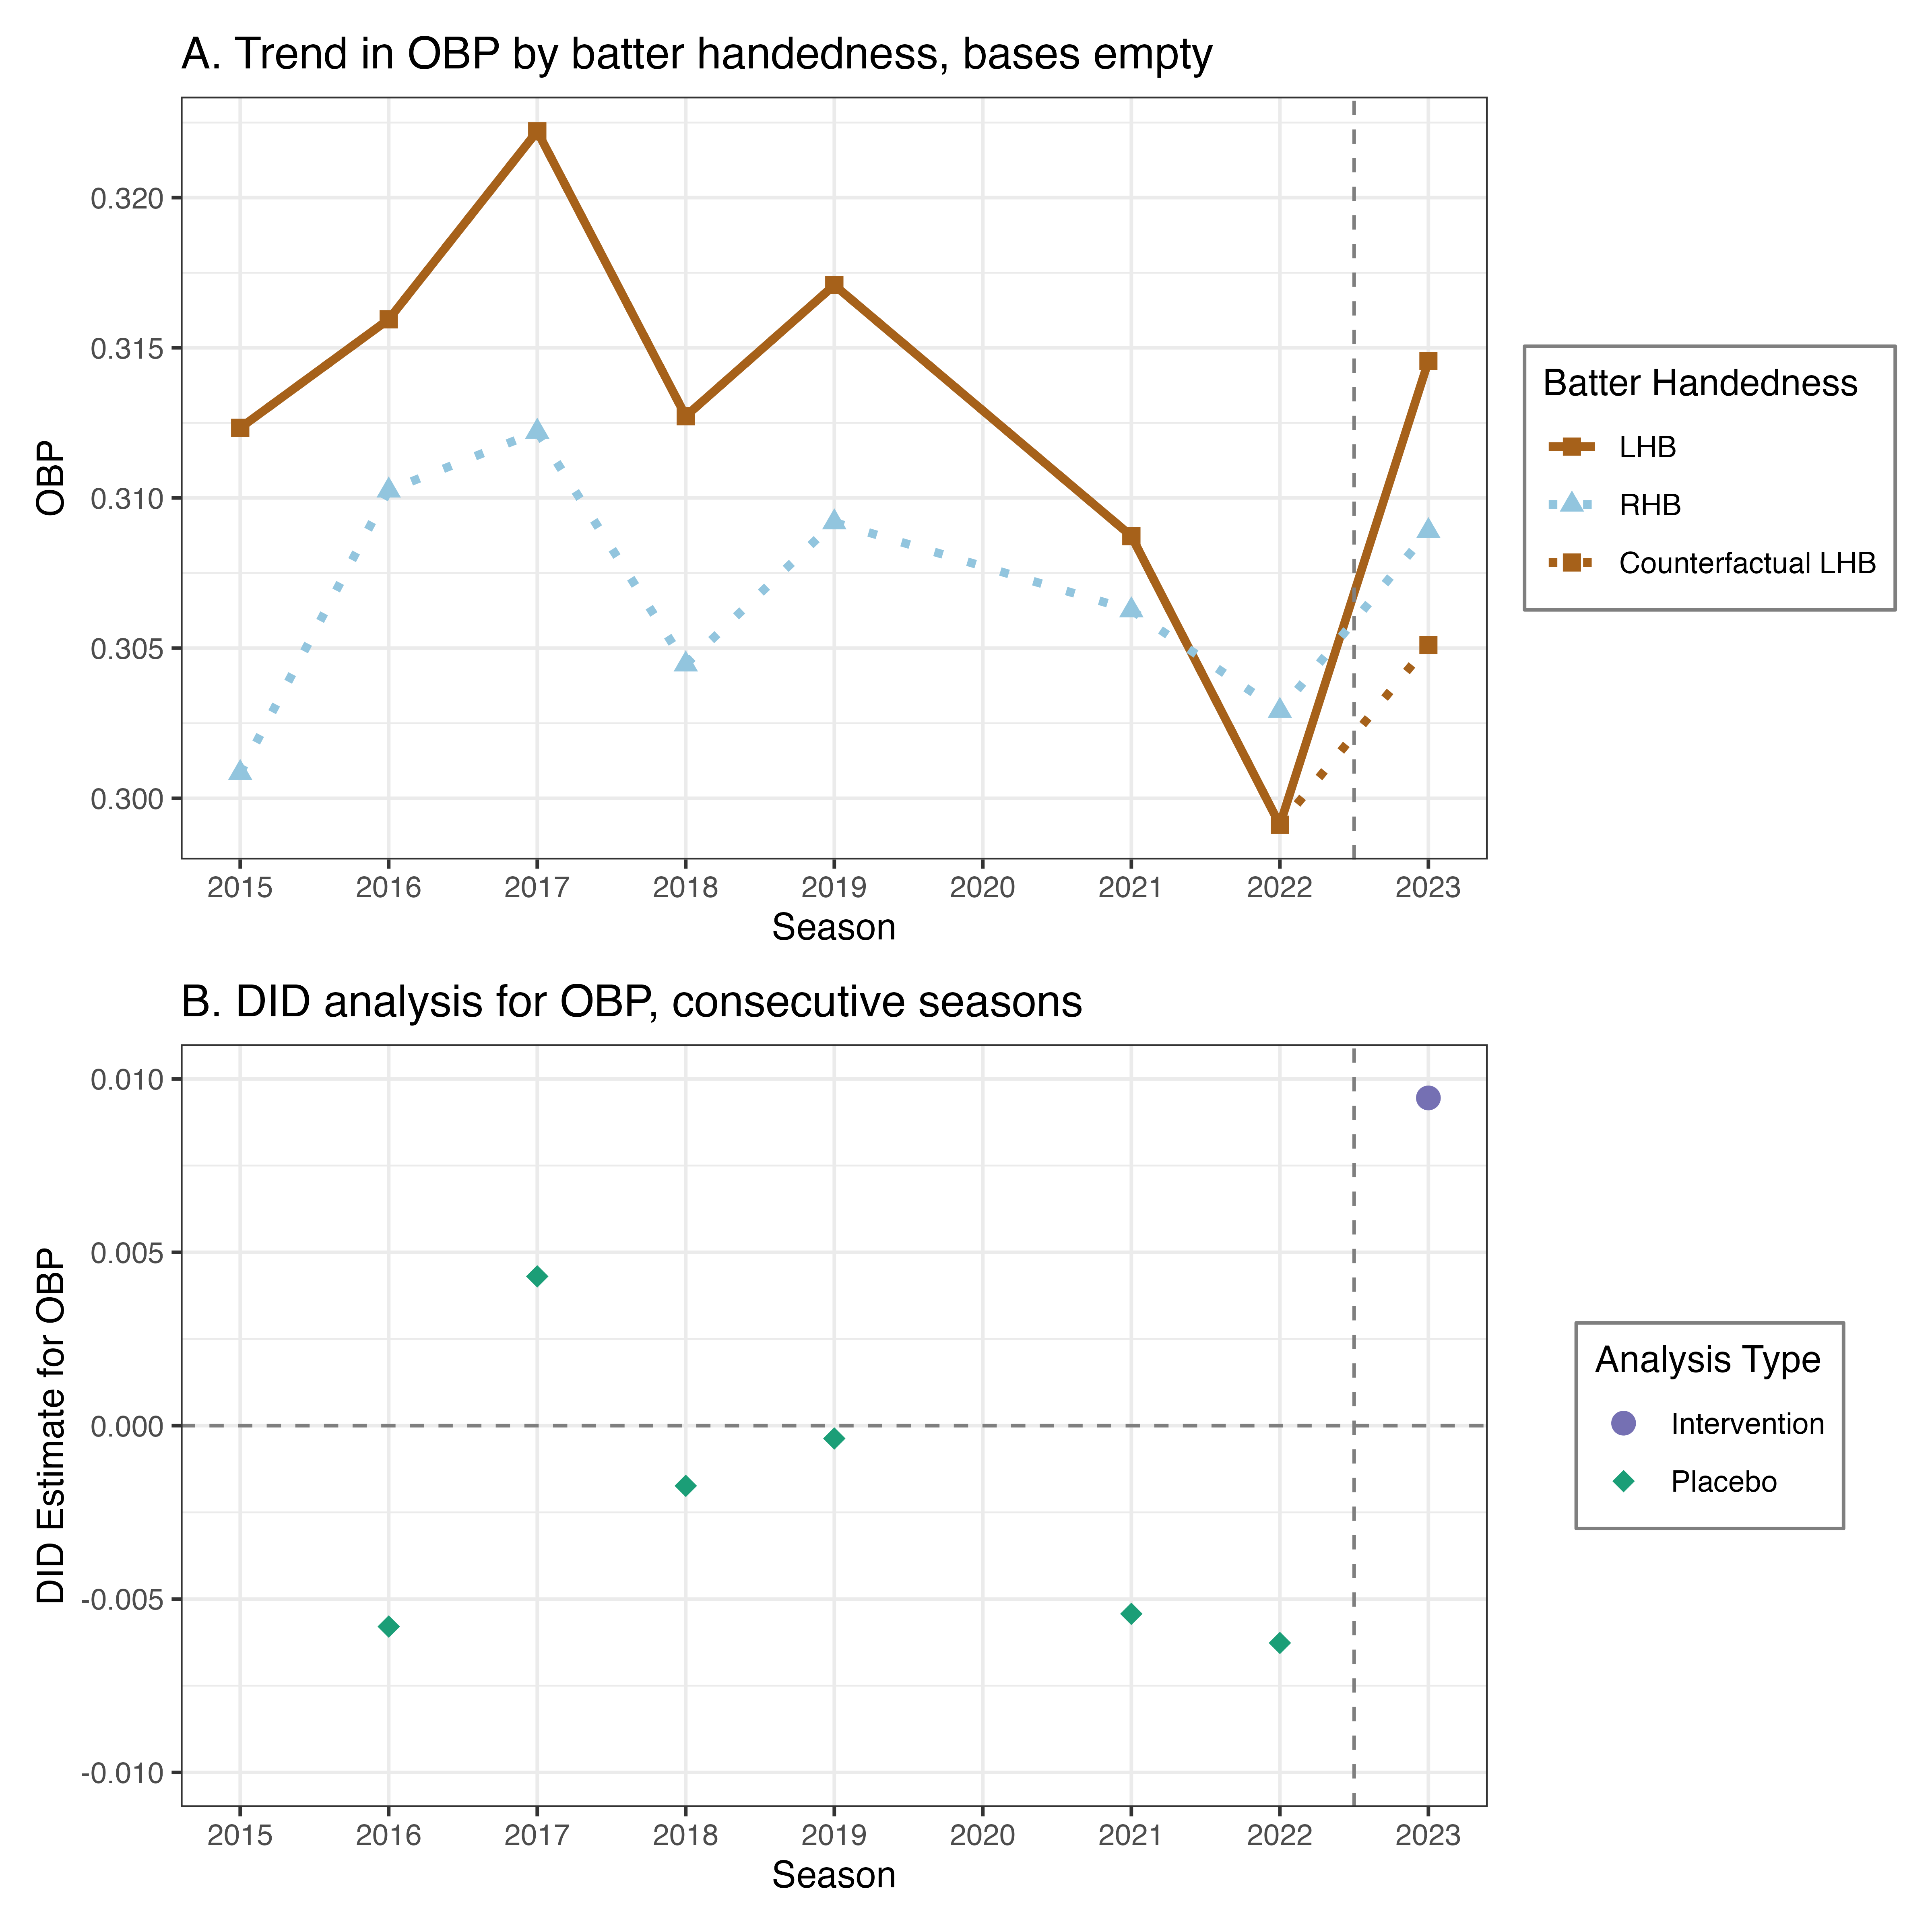 A. Trend in OBP by batter handedness, bases empty
OBP
0.320
0.315
0.310
0.305
0.300
2015 2016 2017 2018 2019 2020 2021 2022 2023
Season
Batter Handedness
LHB
RHB
Counterfactual LHB
B. DID analysis for OBP, consecutive seasons
DID Estimate for OBP
0.010
0.005
0.000
-0.005
-0.010
2015 2016 2017 2018 2019 2020 2021 2022 2023
Season
Analysis Type
Intervention
Placebo